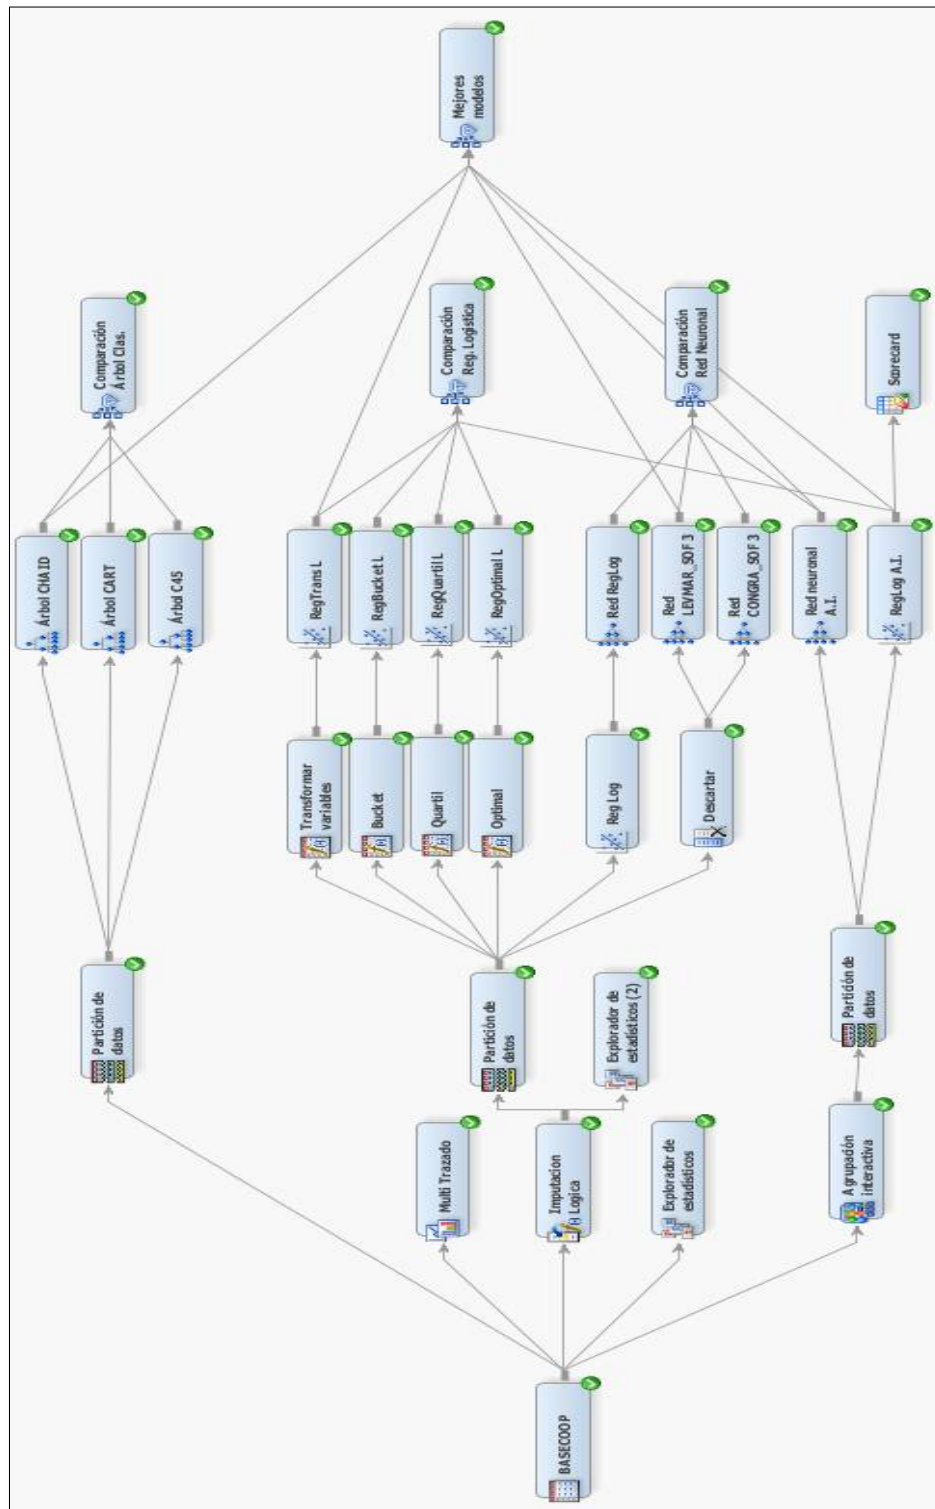 BASECOOP
Multi Trazado
Imputacion
Logica
Explorador de
estadísticos
Agrupación
interactiva
Partición de
datos
Partición de
datos
Explorador de
estadísticos (2)
Partición de
datos
Transformar
variables
Bucket
Quartil
Optimal
Reg Log
Descartar
Árbol CHAID
Árbol CART
Árbol C45
RegTrans L
RegBucket L
RegQuartil L
RegOptimal L
Red RegLog
Red
LEVMAR_SOF 3
Red
CONGRA_SOF 3
Red neuronal
A.I.
RegLog A.I.
Comparación
Árbol Clas.
Comparación
Reg. Logistica
Comparación
Red Neuronal
Scorecard
Mejores
modelos